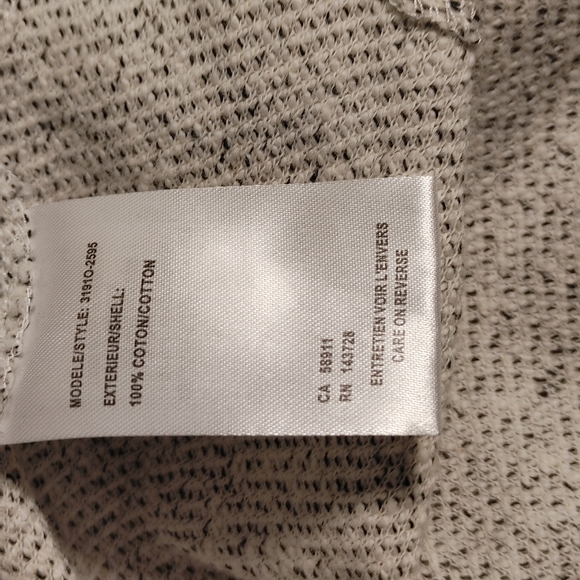 MODELE/STYLE: 3191O-2595
EXTERIEUR/SHELL:
100% COTON/COTTON
CA 58911
RN 143728
ENTRETIEN VOIR L'ENVERS
CARE ON REVERSE